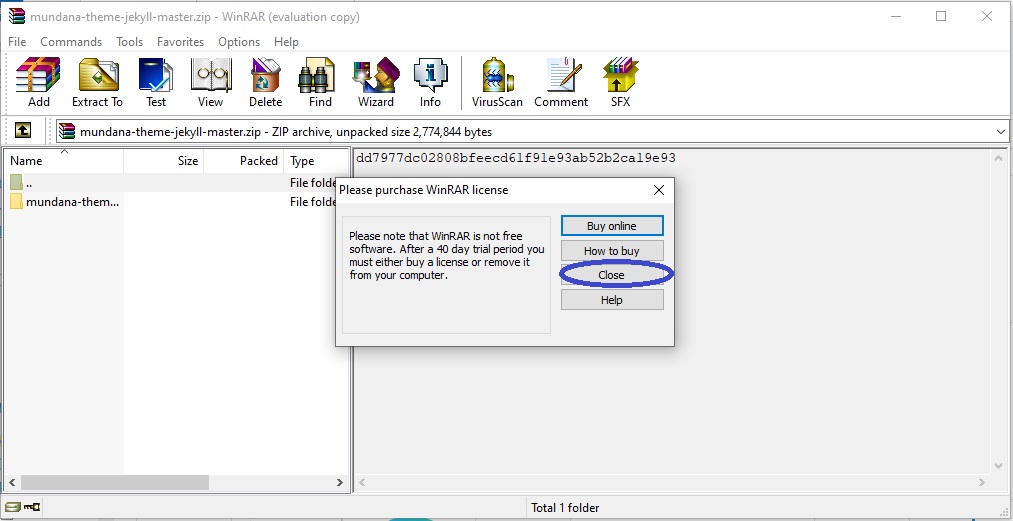 mundana-theme-jekyll-master.zip - WinRAR (evaluation copy)
File Commands Tools Favorites Options Help
Add Extract To Test View Delete Find Wizard Info VirusScan Comment SFX
mundana-theme-jekyll-master.zip - ZIP archive, unpacked size 2,774,844 bytes
Name Size Packed Type
dd7977dc02808bfeecd61f91e93ab52b2ca19e93
.. File folde
mundana-them... File folde
Please purchase WinRAR license
Please note that WinRAR is not free
software. After a 40 day trial period you
must either buy a license or remove it
from your computer.
Buy online
How to buy
Close
Help
Total 1 folder